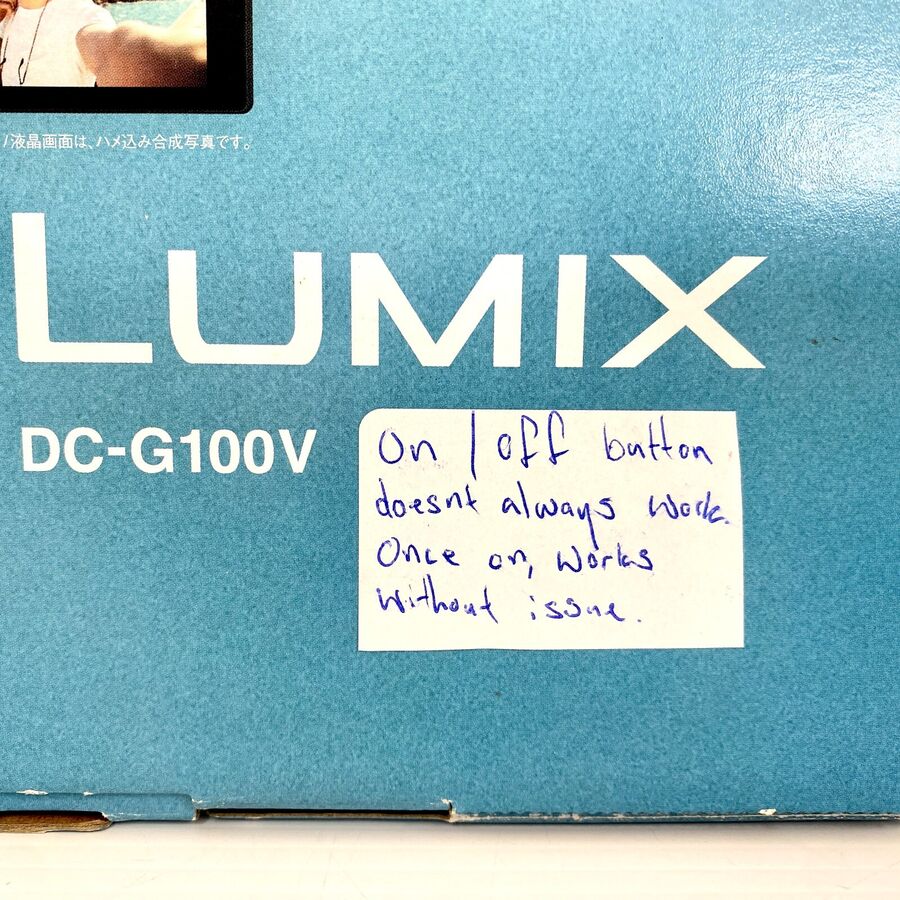 /液晶画面は、ハメ込み合成写真です。
LUMIX
DC-G100V
On / off button
doesnt always work.
Once on, works
without issue.